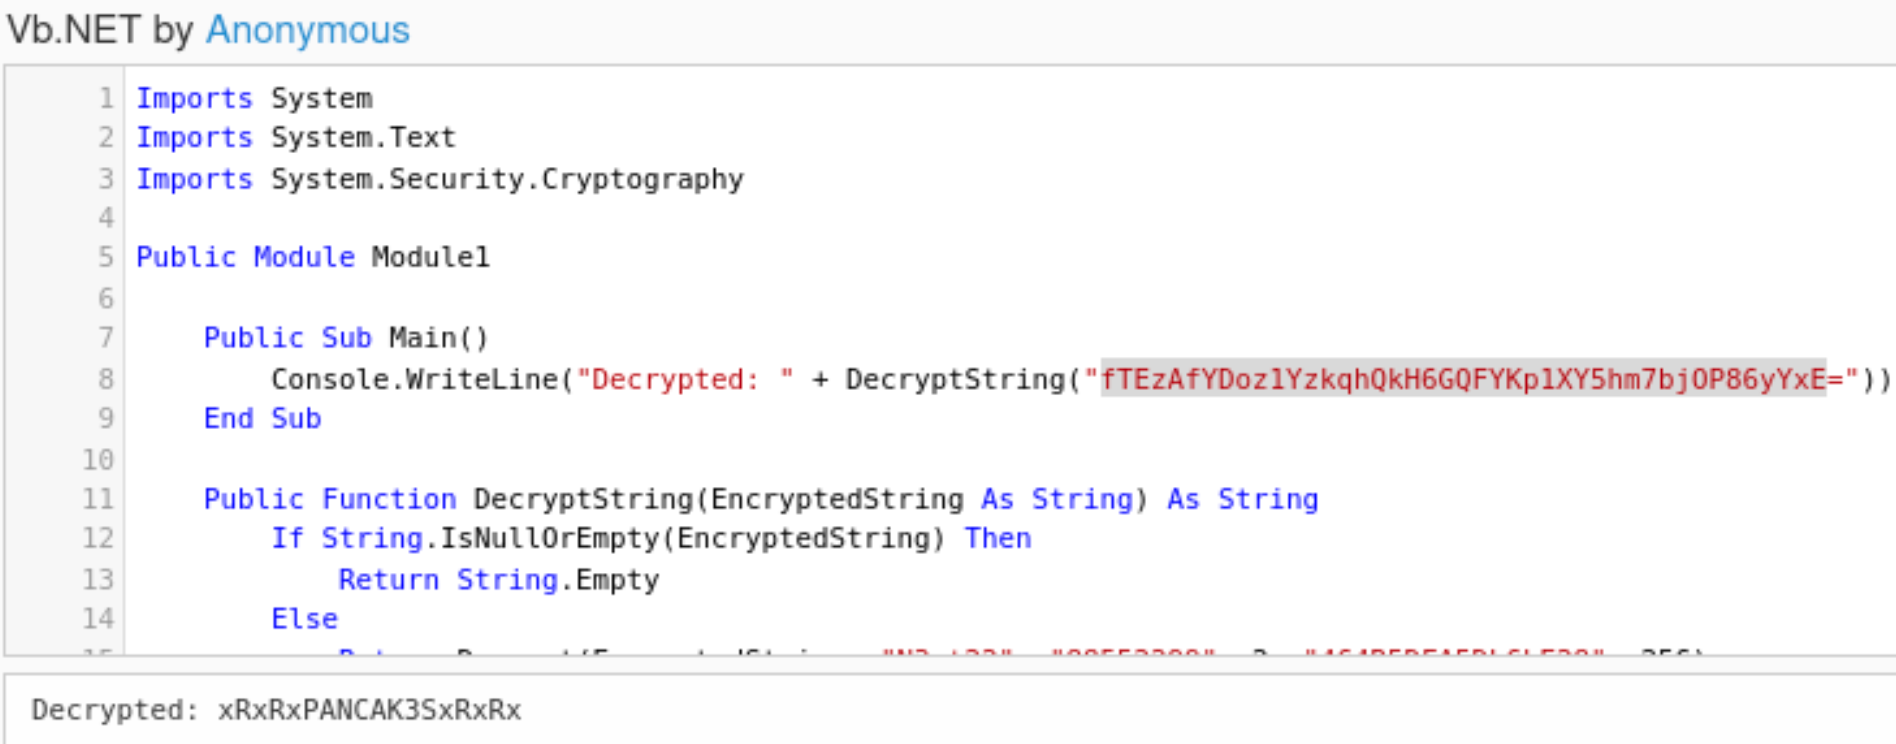 Vb.NET by Anonymous
1 Imports System
2 Imports System.Text
3 Imports System.Security.Cryptography
4
5 Public Module Module1
6
7 Public Sub Main()
8 Console.WriteLine("Decrypted: " + DecryptString("fTEzAfYDoz1YzkqhQkH6GQFYKp1XY5hm7bjOP86yYxE="))
9 End Sub
10
11 Public Function DecryptString(EncryptedString As String) As String
12 If String.IsNullOrEmpty(EncryptedString) Then
13 Return String.Empty
14 Else
Decrypted: xRxRxPANCAK3SxRxRx